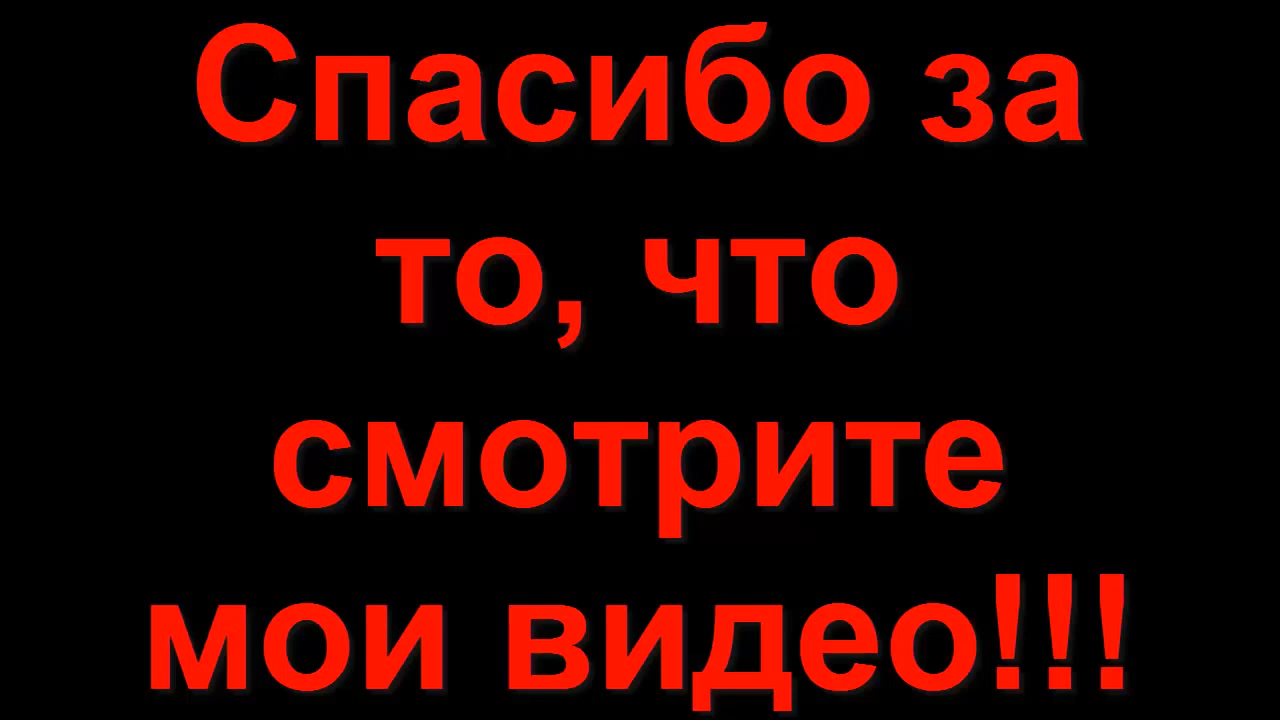 Спасибо за
то, что
смотрите
мои видео!!!